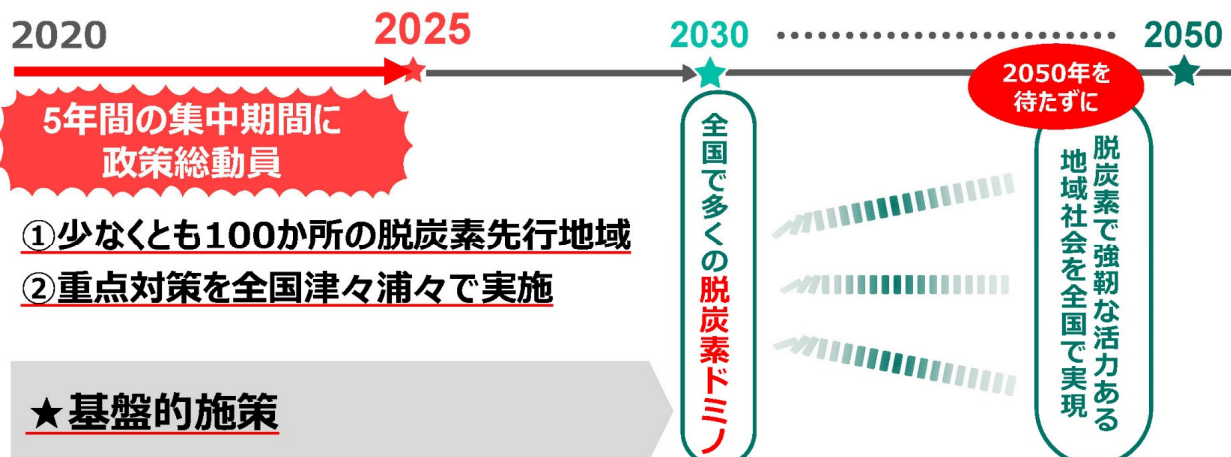 2020
2025
2030
2050
5年間の集中期間に
政策総動員
①少なくとも100か所の脱炭素先行地域
②重点対策を全国津々浦々で実施
★基盤的施策
全国で多くの脱炭素ドミノ
2050年を
待たずに
脱炭素で強靭な活力ある
地域社会を全国で実現